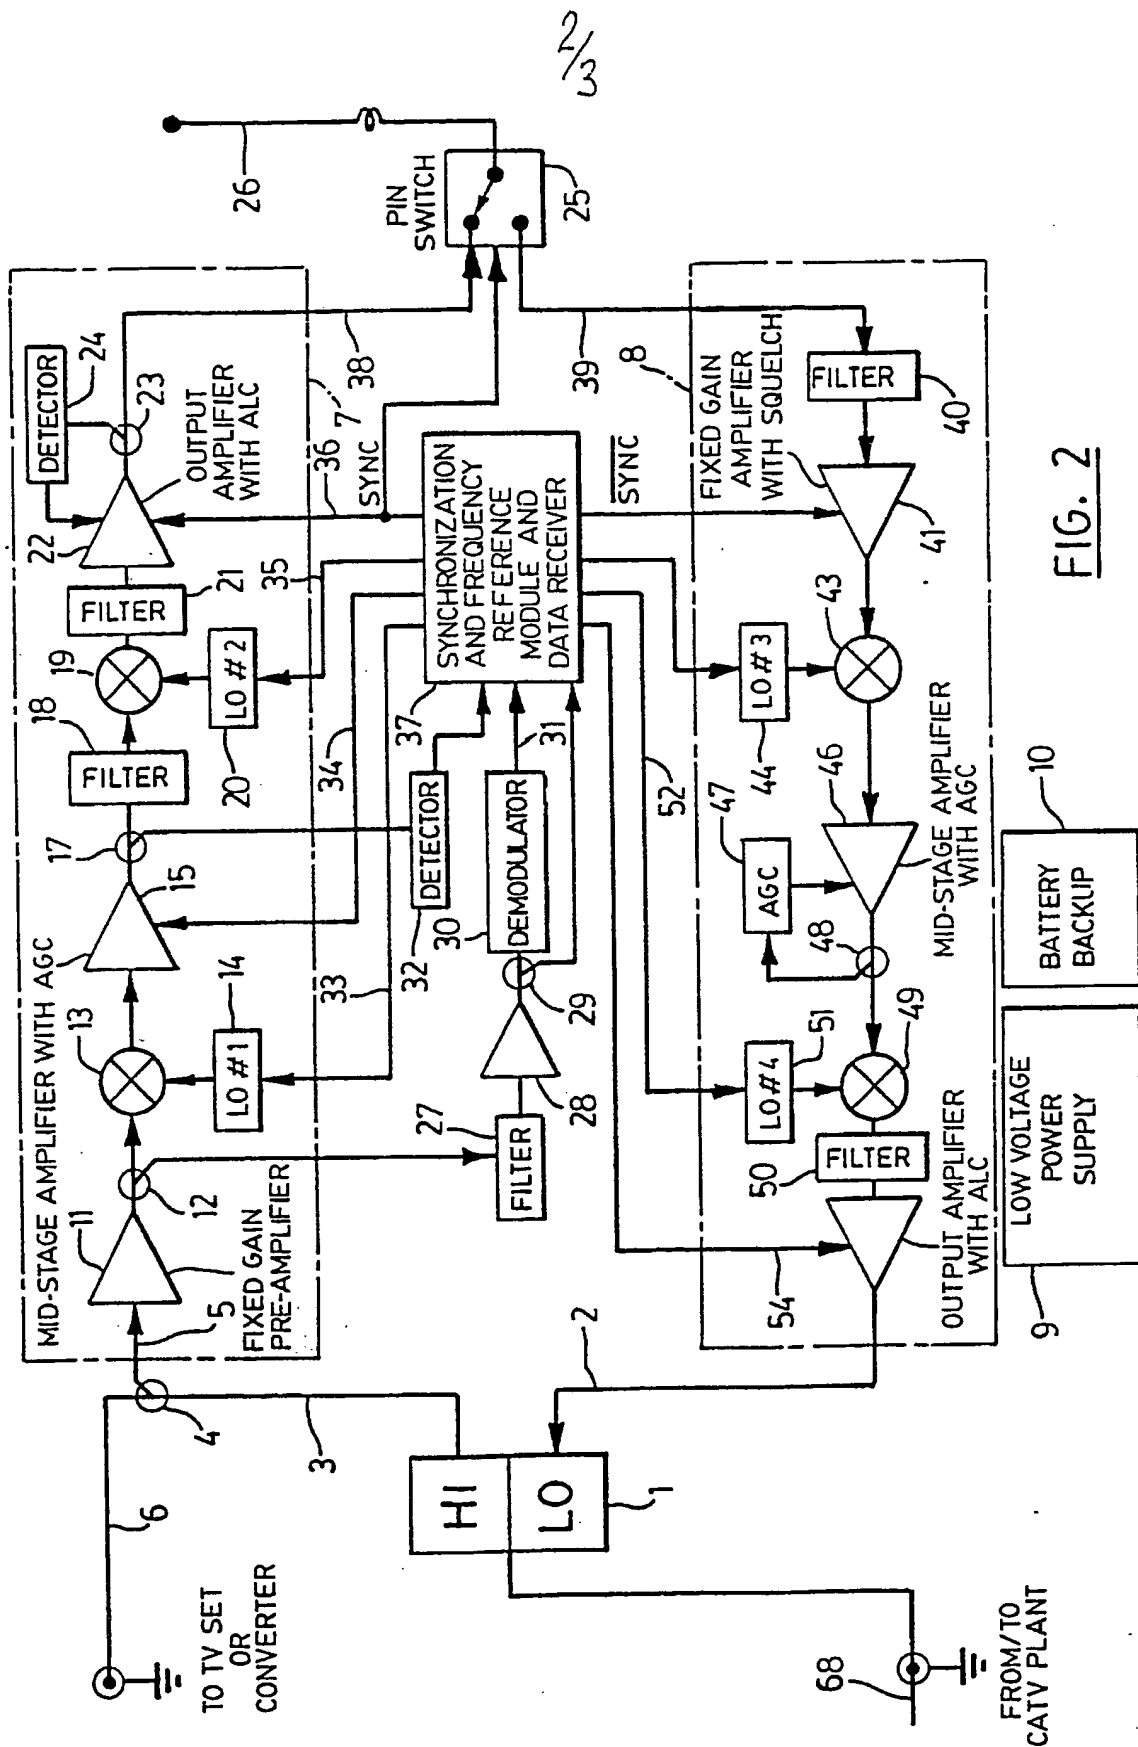 2/3
26
PIN
SWITCH
25
DETECTOR
24
23
22
OUTPUT
AMPLIFIER
WITH ALC
38
7
36
SYNC
21
FILTER
19
LO #2
20
35
18
FILTER
34
17
15
MID-STAGE AMPLIFIER WITH AGC
13
14
LO #1
33
12
11
FIXED GAIN
PRE-AMPLIFIER
5
4
3
6
TO TV SET
OR
CONVERTER
SYNCHRONIZATION
AND FREQUENCY
REFERENCE
MODULE AND
DATA RECEIVER
37
31
DETECTOR
32
DEMODULATOR
30
29
28
27
FILTER
HI
LO
1
2
68
FROM/TO
CATV PLANT
39
8
FIXED GAIN
AMPLIFIER
WITH SQUELCH
FILTER
40
SYNC
41
43
LO #3
44
52
46
47
AGC
MID-STAGE AMPLIFIER
WITH AGC
48
49
51
LO #4
50
FILTER
54
OUTPUT AMPLIFIER
WITH ALC
10
BATTERY
BACKUP
LOW VOLTAGE
POWER
SUPPLY
9
FIG. 2